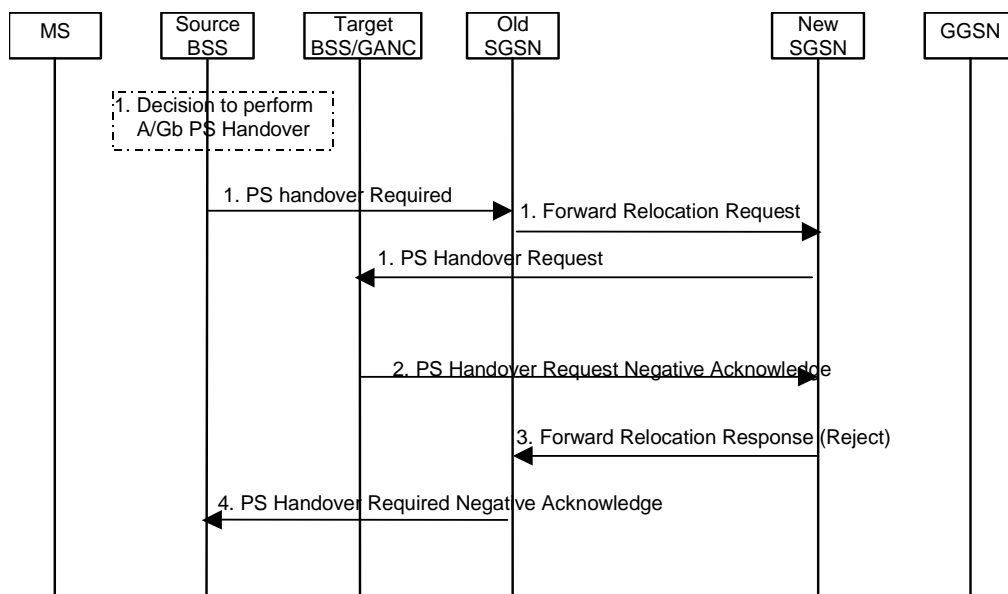 MS
Source
BSS
Target
BSS/GANC
Old
SGSN
New
SGSN
GGSN
1. Decision to perform
A/Gb PS Handover
1. PS handover Required
1. Forward Relocation Request
1. PS Handover Request
2. PS Handover Request Negative Acknowledge
3. Forward Relocation Response (Reject)
4. PS Handover Required Negative Acknowledge